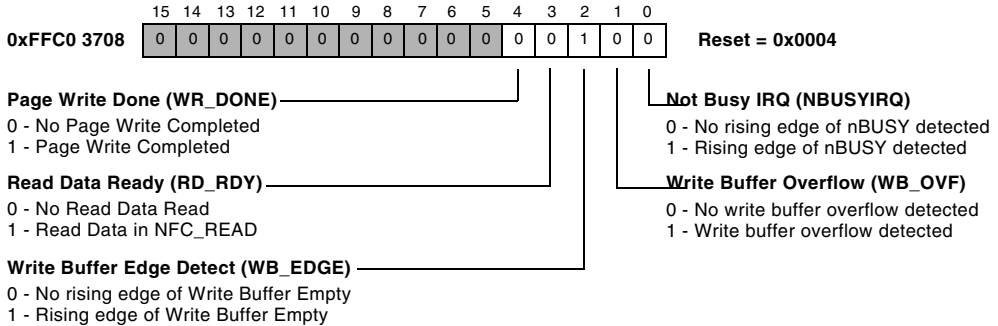 15 14 13 12 11 10 9 8 7 6 5 4 3 2 1 0
0xFFC0 3708 0 0 0 0 0 0 0 0 0 0 0 0 0 1 0 0 Reset = 0x0004
Page Write Done (WR_DONE)
0 - No Page Write Completed
1 - Page Write Completed
Not Busy IRQ (NBUSYIRQ)
0 - No rising edge of nBUSY detected
1 - Rising edge of nBUSY detected
Read Data Ready (RD_RDY)
0 - No Read Data Read
1 - Read Data in NFC_READ
Write Buffer Overflow (WB_OVF)
0 - No write buffer overflow detected
1 - Write buffer overflow detected
Write Buffer Edge Detect (WB_EDGE)
0 - No rising edge of Write Buffer Empty
1 - Rising edge of Write Buffer Empty